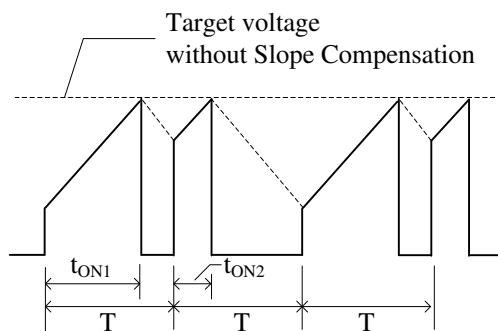 Target voltage
without Slope Compensation
tON1
tON2
T
T
T